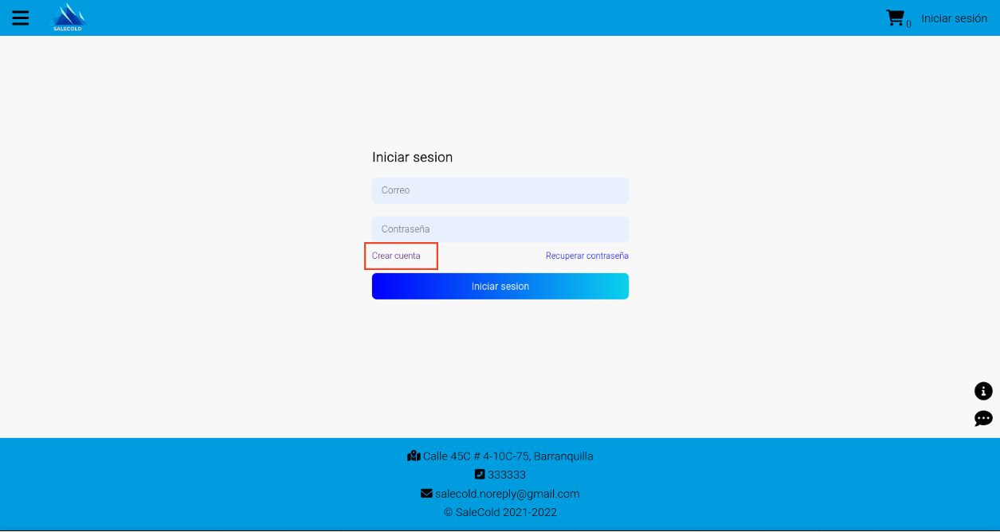 SALECOLD
0
Iniciar sesión
Iniciar sesion
Correo
Contraseña
Crear cuenta
Recuperar contraseña
Iniciar sesion
Calle 45C # 4-10C-75, Barranquilla
333333
salecold.noreply@gmail.com
© SaleCold 2021-2022